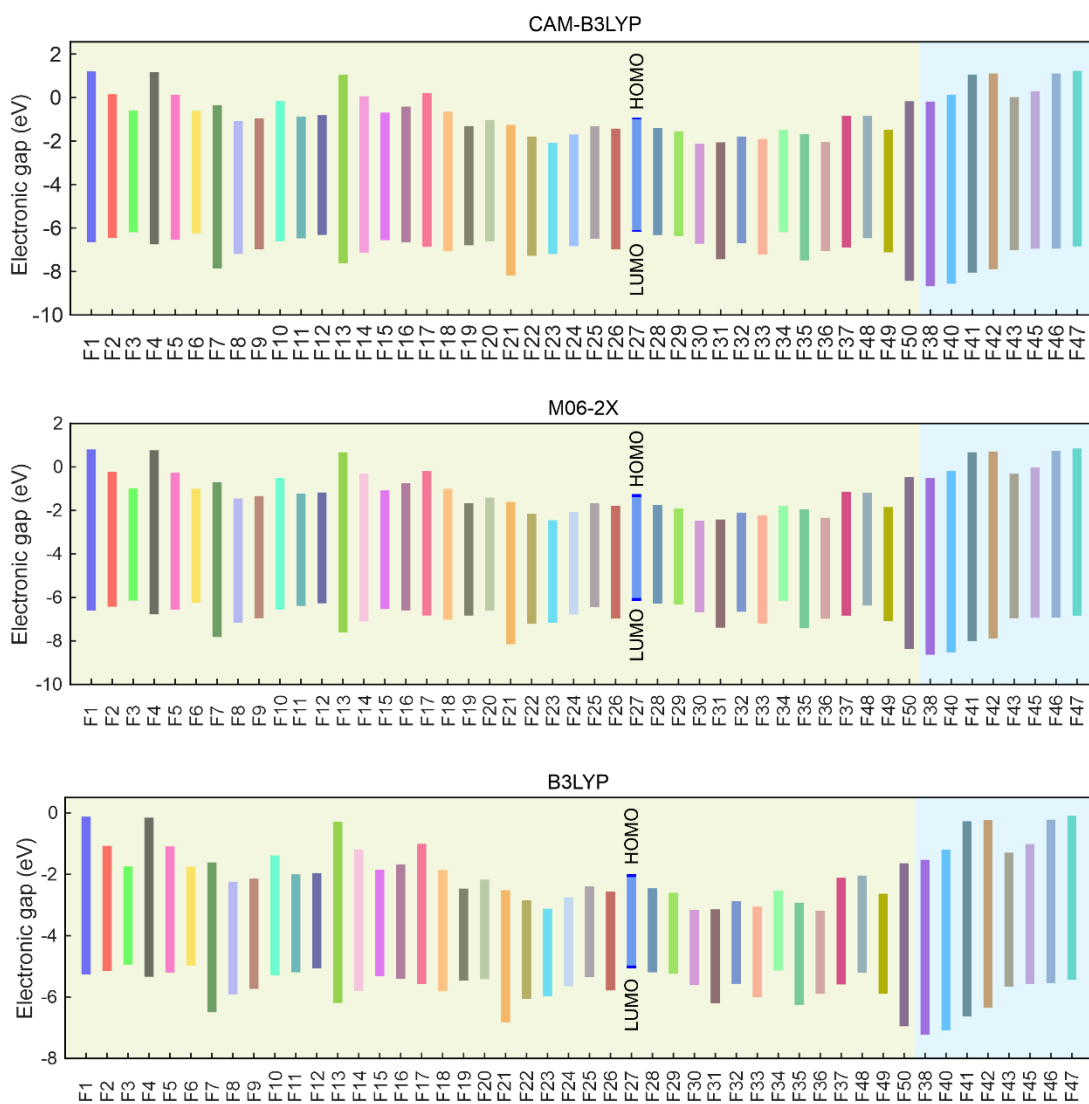 CAM-B3LYP
Electronic gap (eV)
2
0
-2
-4
-6
-8
-10
HOMO
LUMO
F1 F2 F3 F4 F5 F6 F7 F8 F9 F10 F11 F12 F13 F14 F15 F16 F17 F18 F19 F20 F21 F22 F23 F24 F25 F26 F27 F28 F29 F30 F31 F32 F33 F34 F35 F36 F37 F48 F49 F50 F38 F40 F41 F42 F43 F45 F46 F47
M06-2X
Electronic gap (eV)
2
0
-2
-4
-6
-8
-10
HOMO
LUMO
F1 F2 F3 F4 F5 F6 F7 F8 F9 F10 F11 F12 F13 F14 F15 F16 F17 F18 F19 F20 F21 F22 F23 F24 F25 F26 F27 F28 F29 F30 F31 F32 F33 F34 F35 F36 F37 F48 F49 F50 F38 F40 F41 F42 F43 F45 F46 F47
B3LYP
Electronic gap (eV)
0
-2
-4
-6
-8
HOMO
LUMO
F1 F2 F3 F4 F5 F6 F7 F8 F9 F10 F11 F12 F13 F14 F15 F16 F17 F18 F19 F20 F21 F22 F23 F24 F25 F26 F27 F28 F29 F30 F31 F32 F33 F34 F35 F36 F37 F48 F49 F50 F38 F40 F41 F42 F43 F45 F46 F47